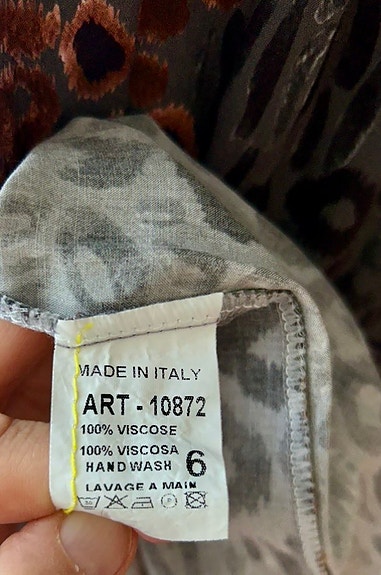 MADE IN ITALY
ART - 10872
100% VISCOSE
100% VISCOSA
HAND WASH 6
LAVAGE A MAIN